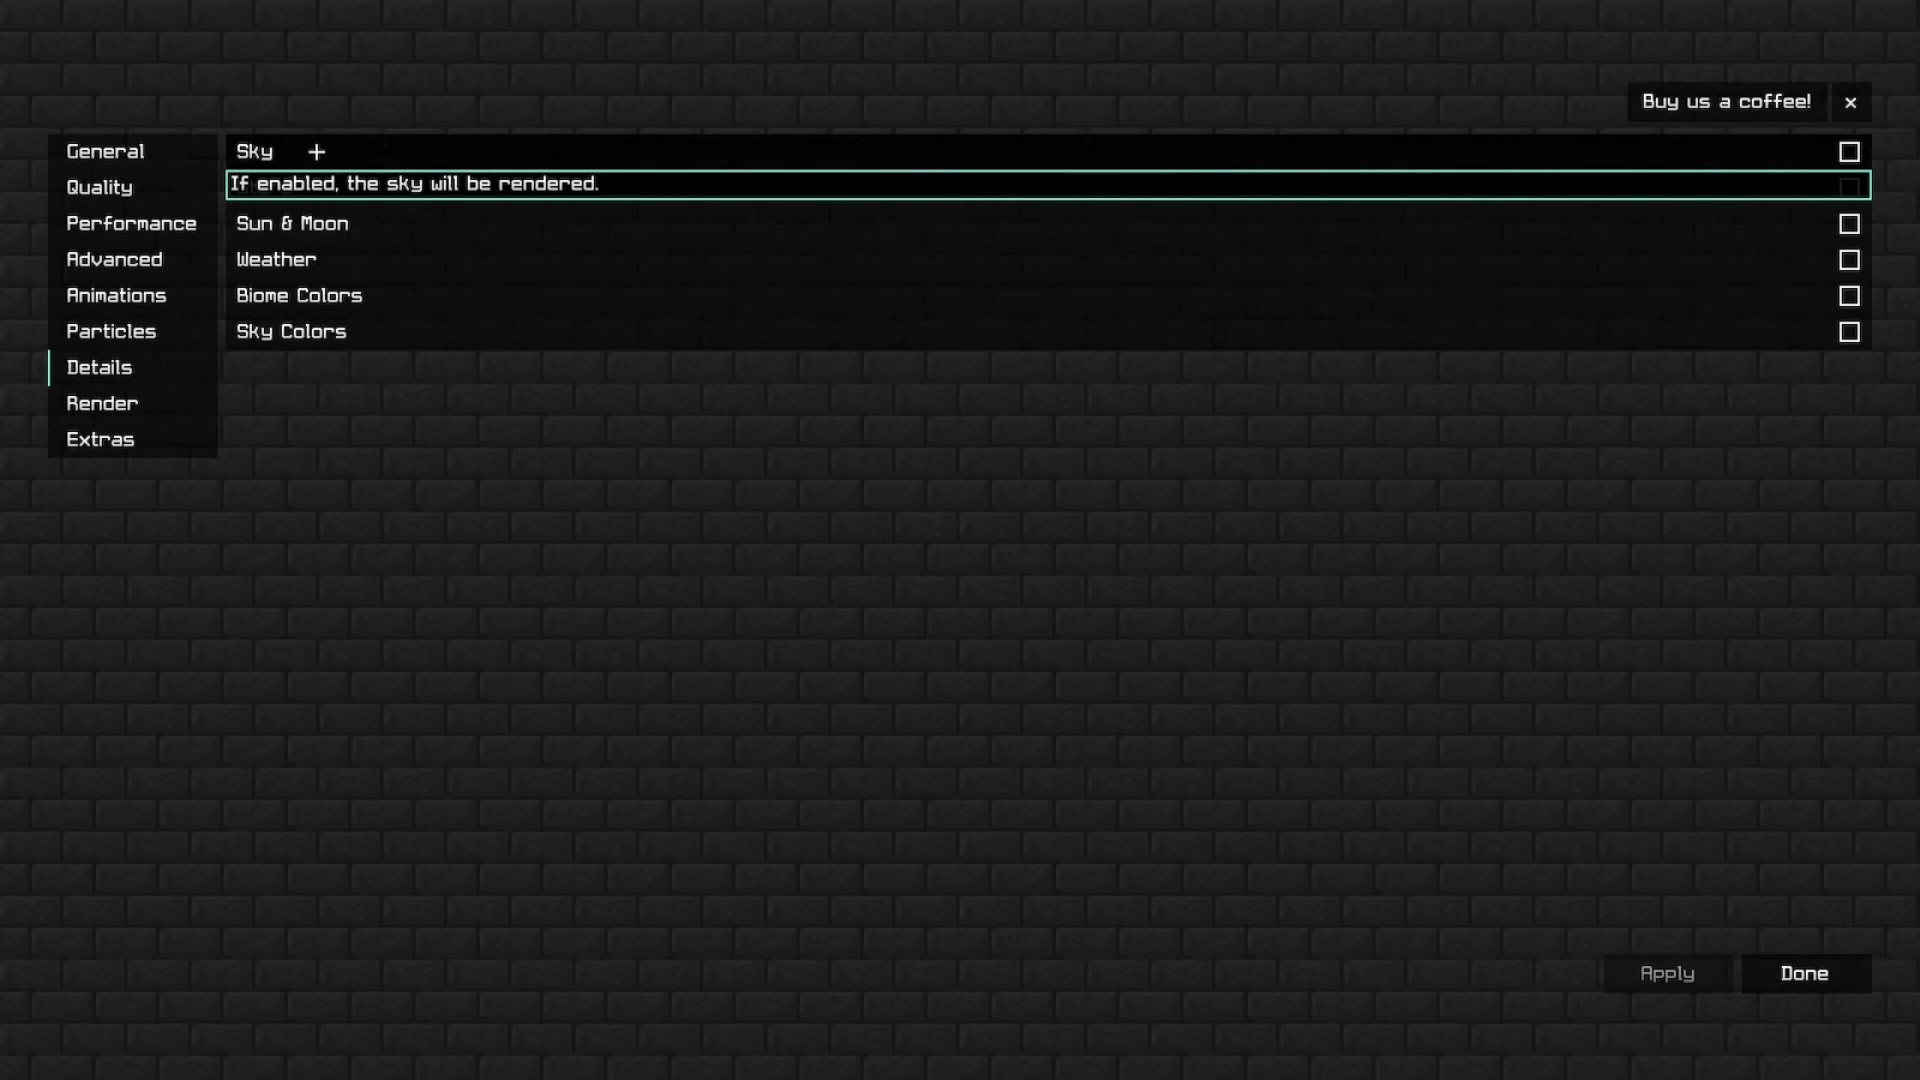 Buy us a coffee! ×
General
Quality
Performance
Advanced
Animations
Particles
Details
Render
Extras
Sky
If enabled, the sky will be rendered.
Sun & Moon
Weather
Biome Colors
Sky Colors
Apply
Done